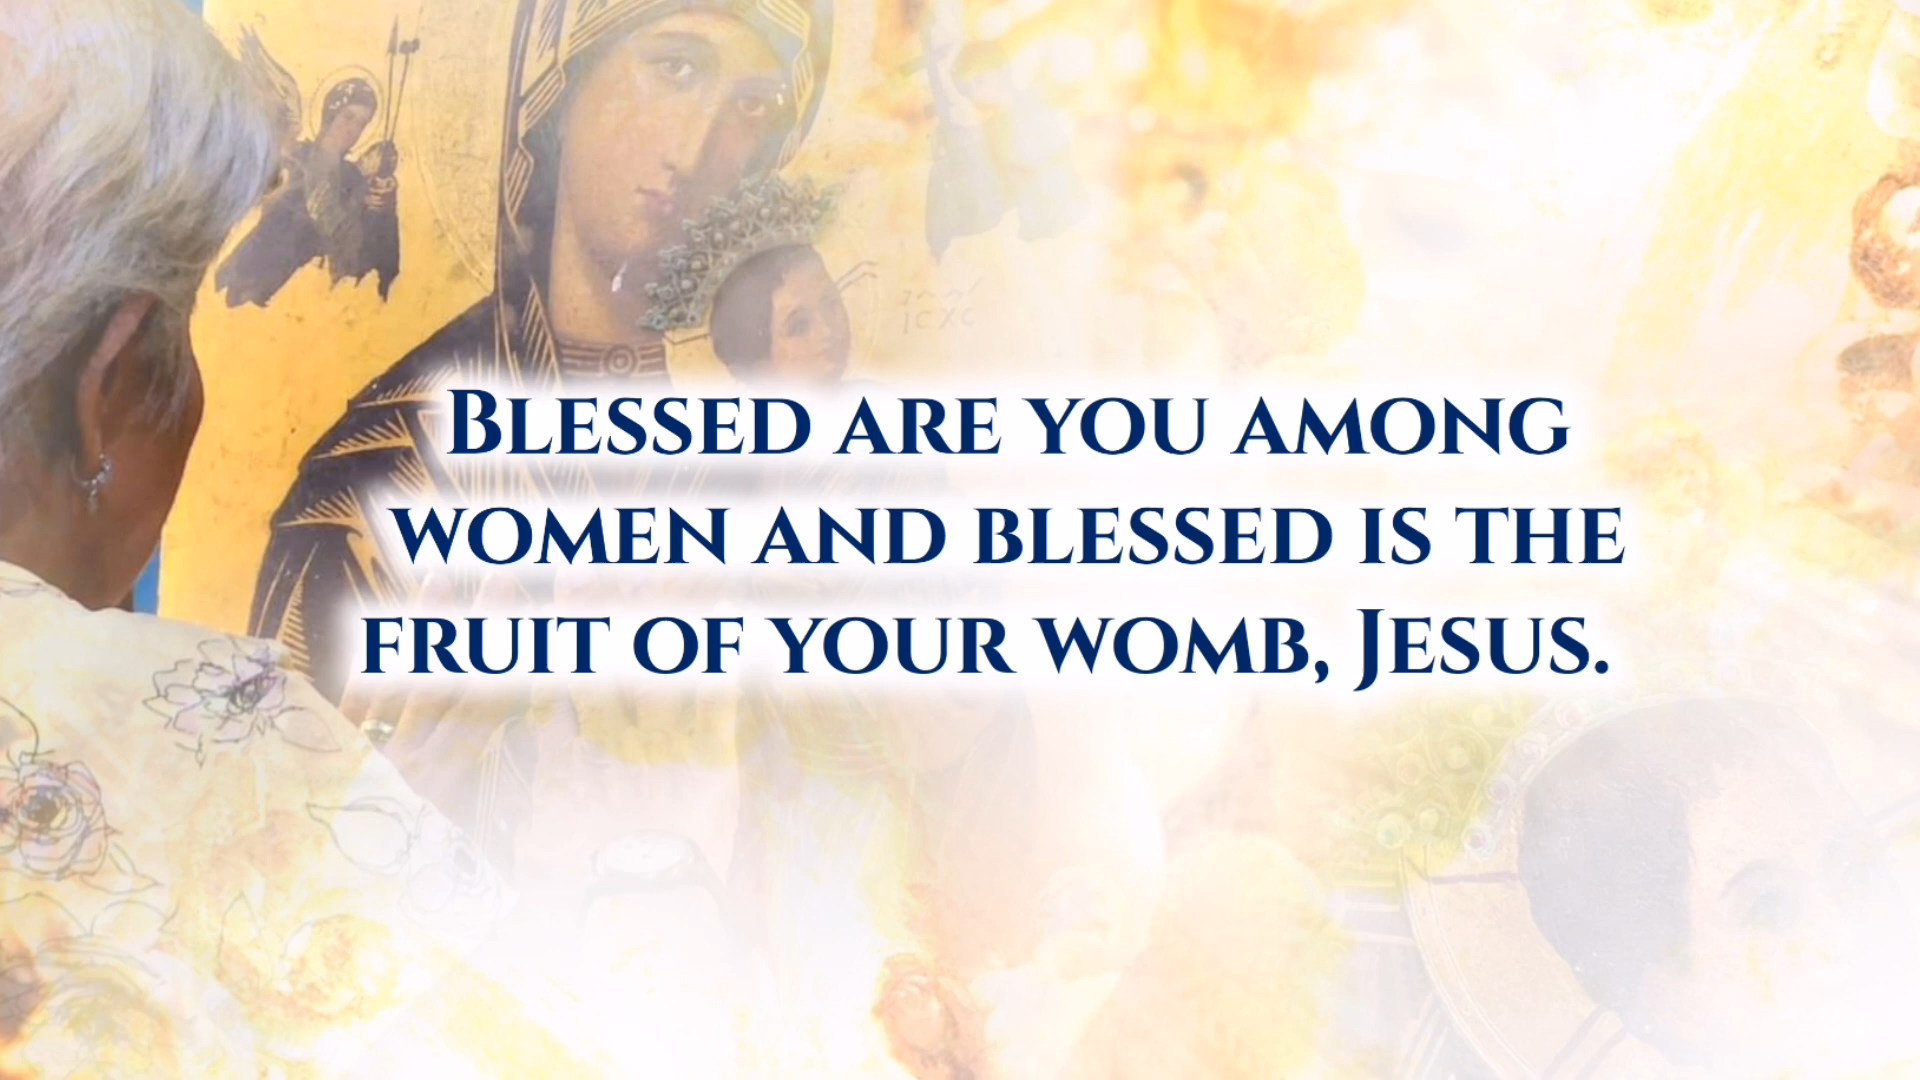 Blessed are you among
women and blessed is the
fruit of your womb, Jesus.
IC XC